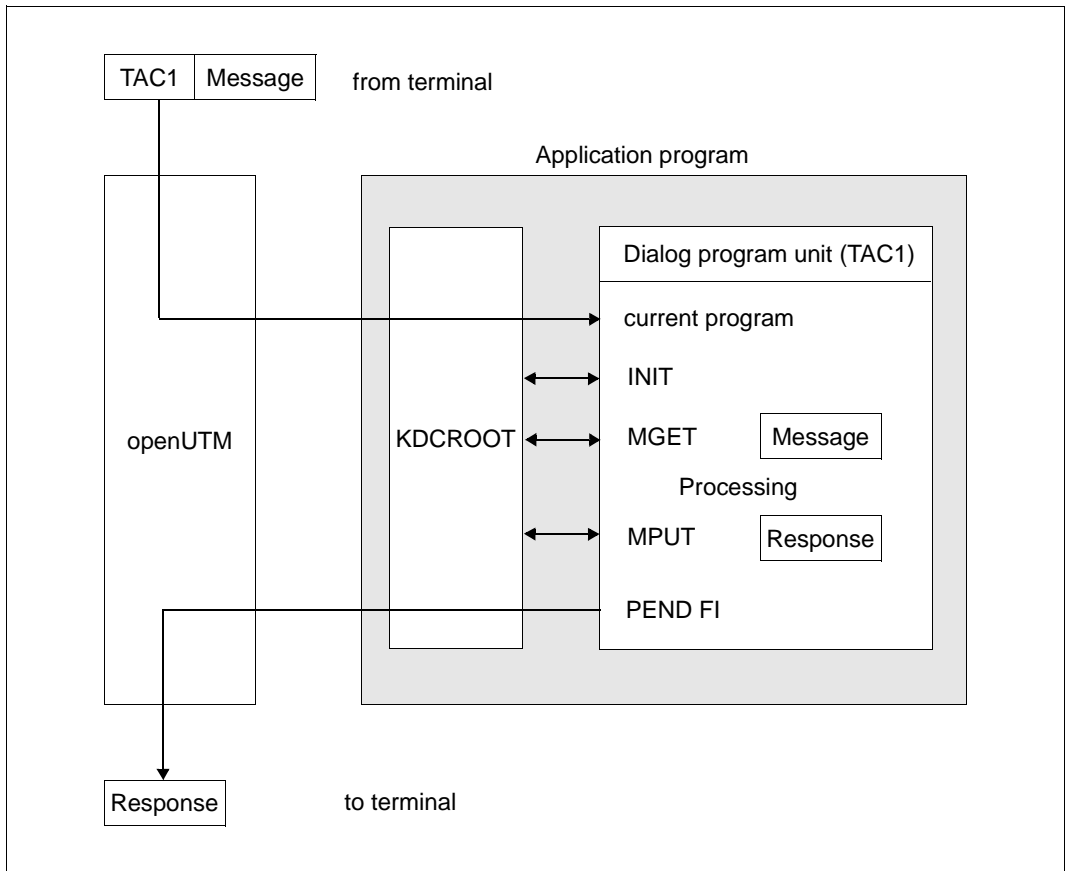 TAC1 Message from terminal
Application program
Dialog program unit (TAC1)
current program
INIT
openUTM KDCROOT MGET Message
Processing
MPUT Response
PEND FI
Response to terminal